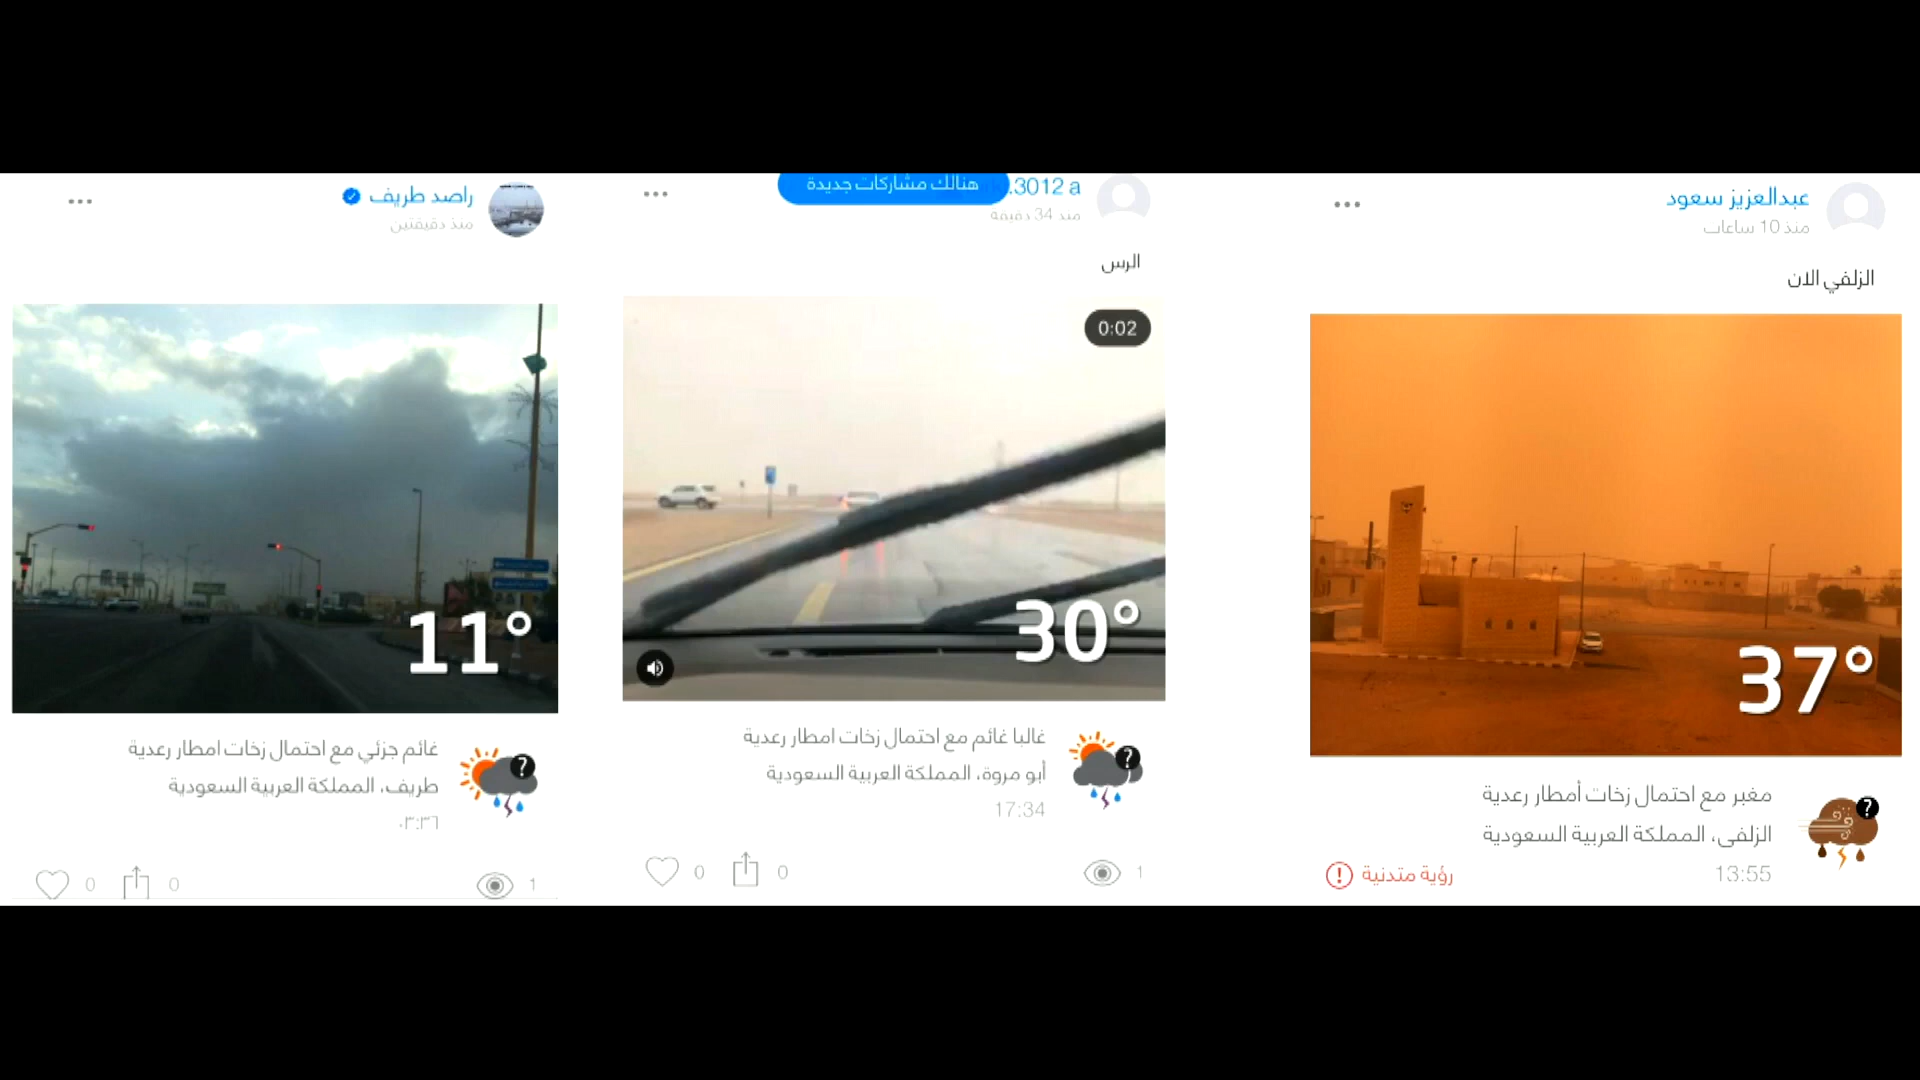 عبدالعزيز سعود
منذ 10 ساعات
الزلفي الان
37°
مغبر مع احتمال زخات أمطار رعدية
الزلفى، المملكة العربية السعودية
13:55
رؤية متدنية
هنالك مشاركات جديدة
.3012 a
منذ 34 دقيقة
الرس
0:02
30°
غالبا غائم مع احتمال زخات امطار رعدية
أبو مروة، المملكة العربية السعودية
17:34
0
0
1
راصد طريف
منذ دقيقتين
11°
غائم جزئي مع احتمال زخات امطار رعدية
طريف، المملكة العربية السعودية
٠٣:٣٦
0
0
1